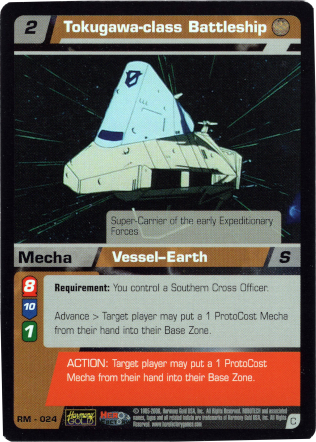 2
Tokugawa-class Battleship
Super-Carrier of the early Expeditionary
Forces
Mecha
Vessel–Earth
S
8
10
1
Requirement: You control a Southern Cross Officer.
Advance > Target player may put a 1 ProtoCost Mecha
from their hand into their Base Zone.
ACTION: Target player may put a 1 ProtoCost
Mecha from their hand into their Base Zone.
RM - 024
Harmony
GOLD
C